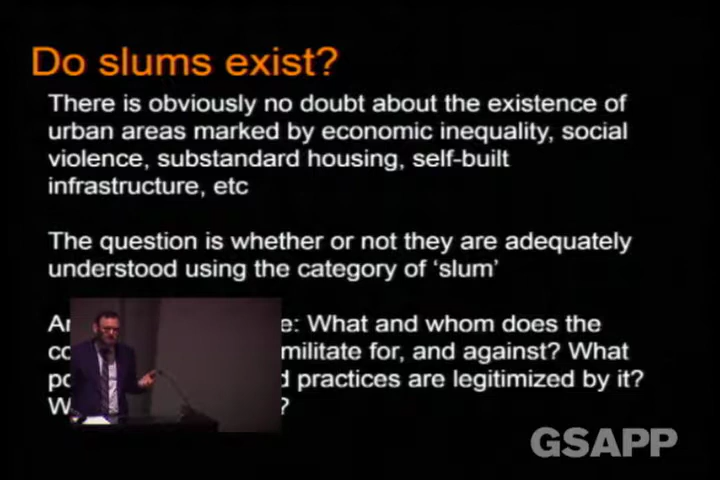 Do slums exist?
There is obviously no doubt about the existence of
urban areas marked by economic inequality, social
violence, substandard housing, self-built
infrastructure, etc
The question is whether or not they are adequately
understood using the category of ‘slum’
What and whom does the
militate for, and against? What
practices are legitimized by it?
GSAPP